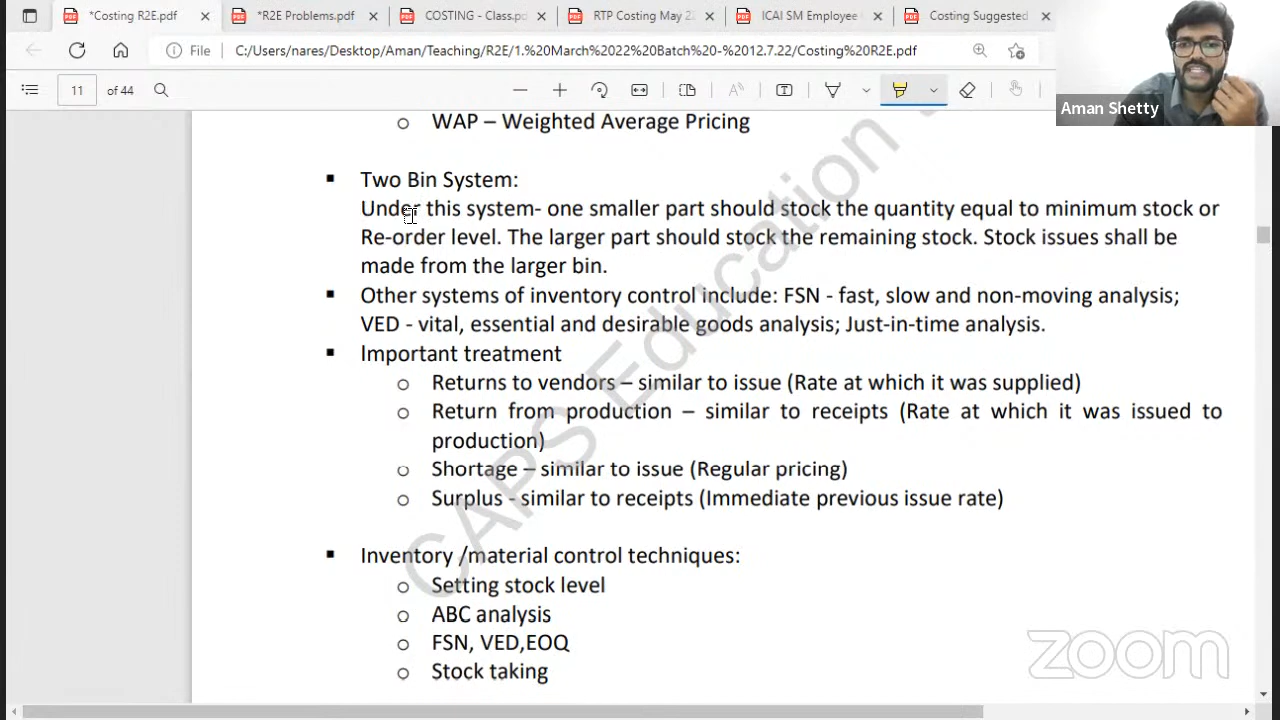 *Costing R2E.pdf
*R2E Problems.pdf
COSTING - Class.pd
RTP Costing May 2
ICAI SM Employee
Costing Suggested
File
C:/Users/nares/Desktop/Aman/Teaching/R2E/1.%20March%2022%20Batch%20-%2012.7.22/Costing%20R2E.pdf
11 of 44
Aman Shetty
WAP – Weighted Average Pricing
Two Bin System:
Under this system- one smaller part should stock the quantity equal to minimum stock or
Re-order level. The larger part should stock the remaining stock. Stock issues shall be
made from the larger bin.
Other systems of inventory control include: FSN - fast, slow and non-moving analysis;
VED - vital, essential and desirable goods analysis; Just-in-time analysis.
Important treatment
Returns to vendors – similar to issue (Rate at which it was supplied)
Return from production – similar to receipts (Rate at which it was issued to
production)
Shortage – similar to issue (Regular pricing)
Surplus - similar to receipts (Immediate previous issue rate)
Inventory /material control techniques:
Setting stock level
ABC analysis
FSN, VED,EOQ
Stock taking
CAPS Education
zoom